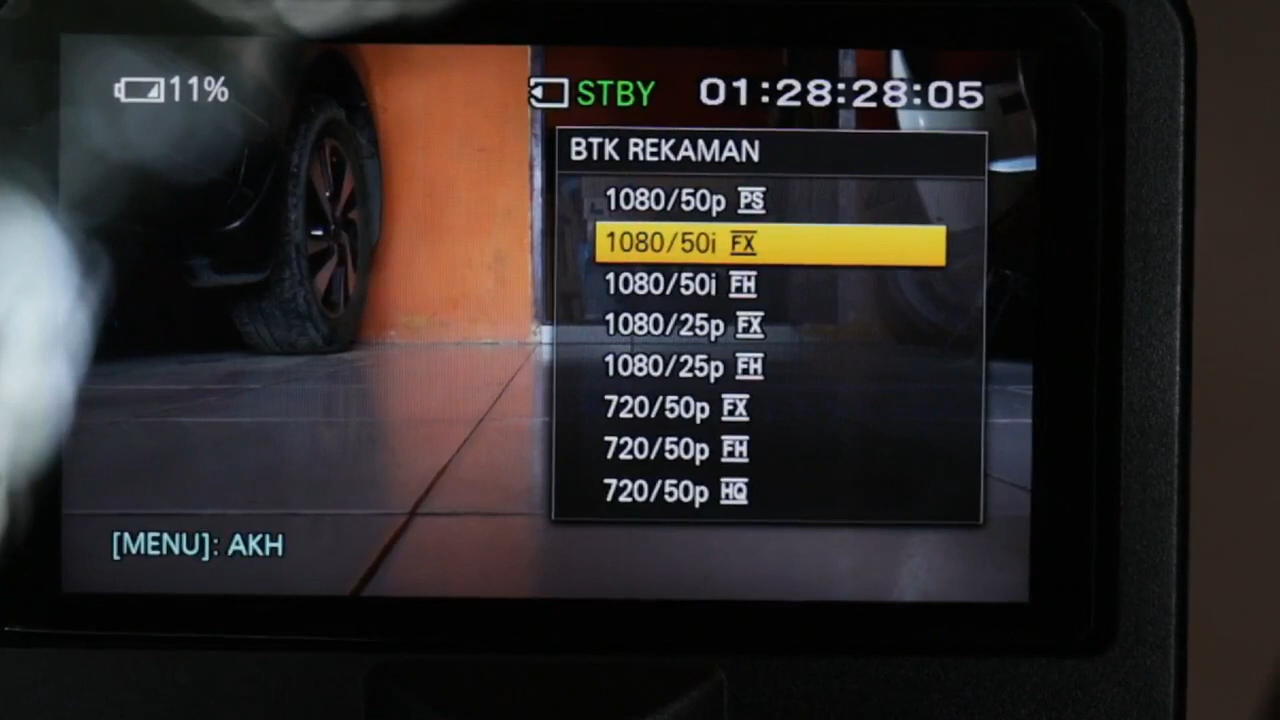 11% STBY 01:28:28:05
BTK REKAMAN
1080/50p PS
1080/50i FX
1080/50i FH
1080/25p FX
1080/25p FH
720/50p FX
720/50p FH
720/50p HQ
[MENU]: AKH